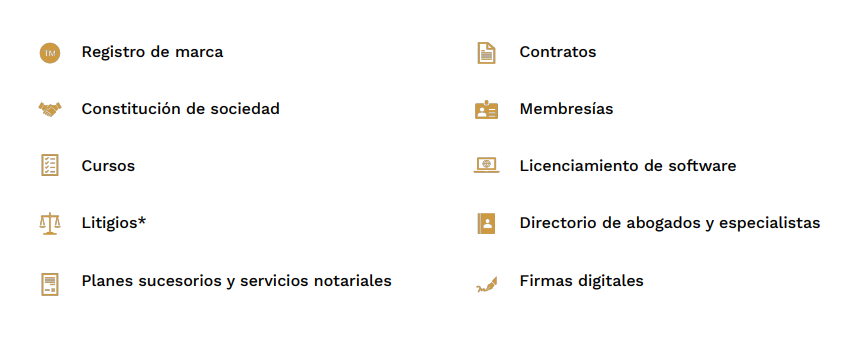 TM
Registro de marca
Constitución de sociedad
Cursos
Litigios*
Planes sucesorios y servicios notariales
Contratos
Membresías
Licenciamiento de software
Directorio de abogados y especialistas
Firmas digitales